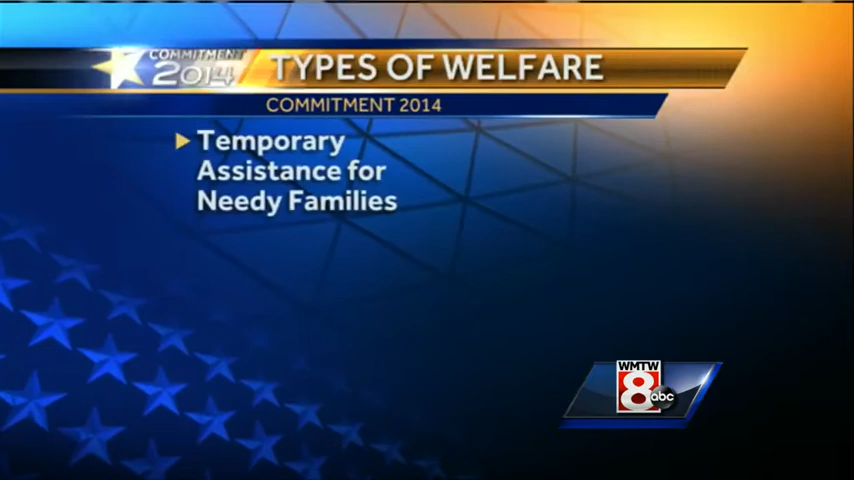 COMMITMENT
2014
TYPES OF WELFARE
COMMITMENT 2014
Temporary
Assistance for
Needy Families
WMTW
8
abc